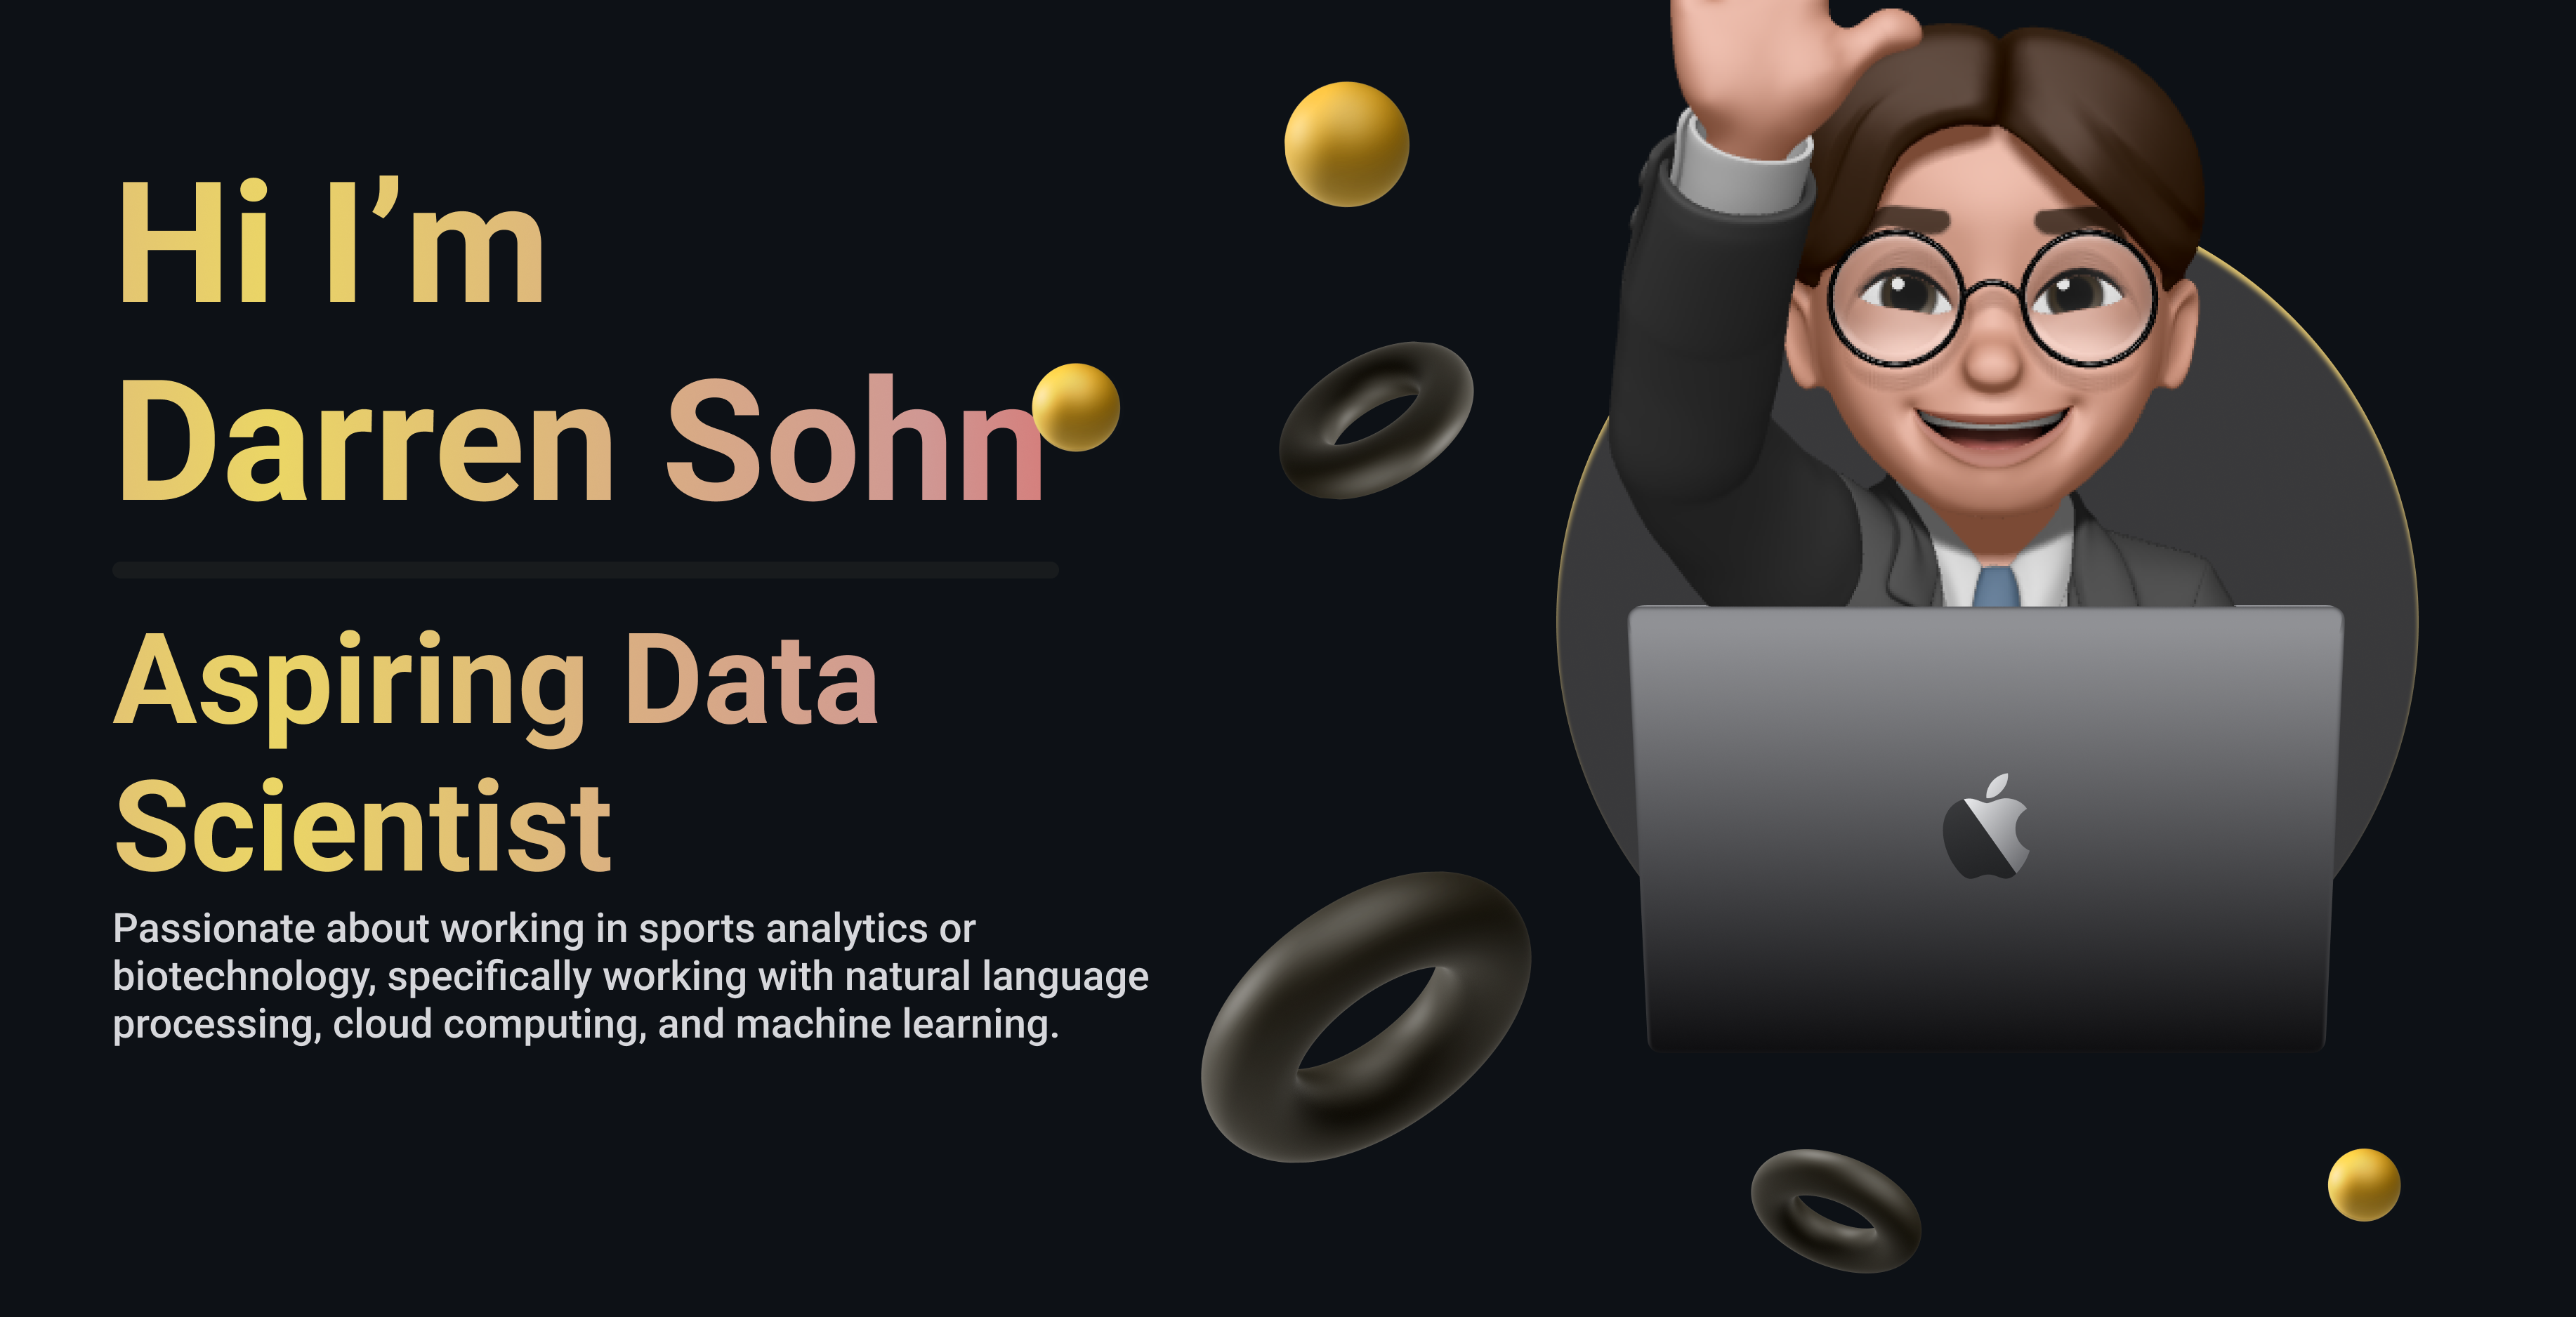 Hi I’m
Darren Sohn
Aspiring Data
Scientist
Passionate about working in sports analytics or
biotechnology, specifically working with natural language
processing, cloud computing, and machine learning.